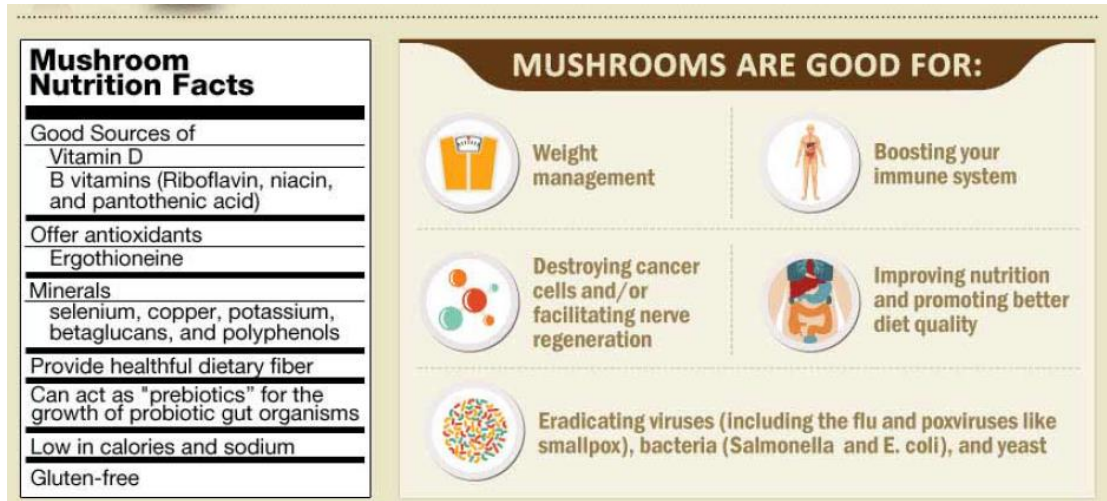 Mushroom
Nutrition Facts
Good Sources of
Vitamin D
B vitamins (Riboflavin, niacin,
and pantothenic acid)
Offer antioxidants
Ergothioneine
Minerals
selenium, copper, potassium,
betaglucans, and polyphenols
Provide healthful dietary fiber
Can act as "prebiotics” for the
growth of probiotic gut organisms
Low in calories and sodium
Gluten-free
MUSHROOMS ARE GOOD FOR:
Weight
management
Boosting your
immune system
Destroying cancer
cells and/or
facilitating nerve
regeneration
Improving nutrition
and promoting better
diet quality
Eradicating viruses (including the flu and poxviruses like
smallpox), bacteria (Salmonella and E. coli), and yeast